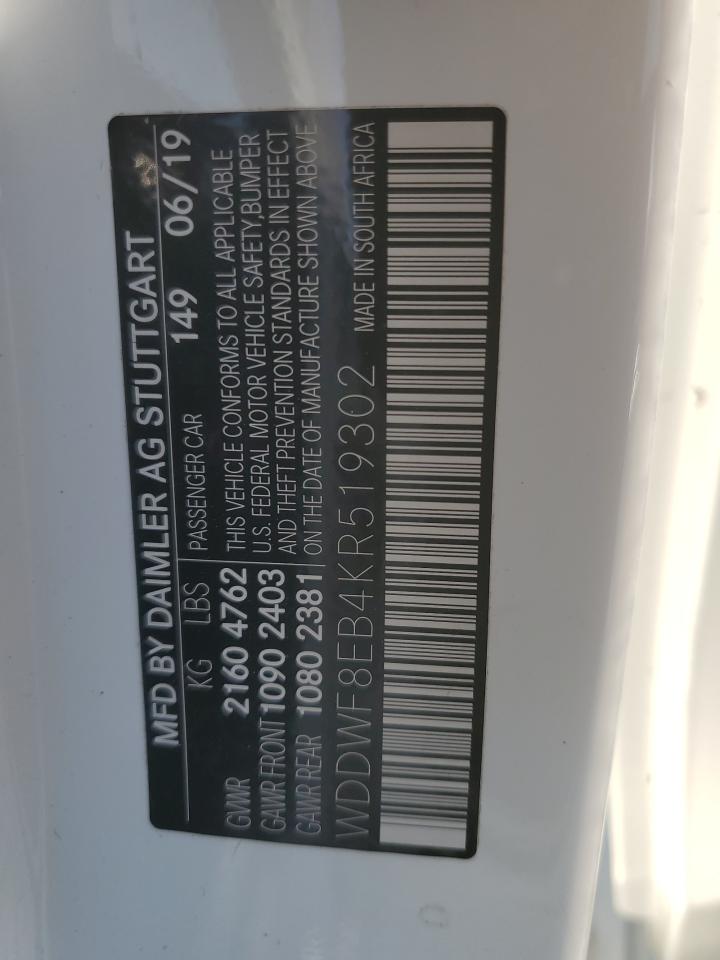 MFD BY DAIMLER AG STUTTGART
KG LBS PASSENGER CAR 149 06/19
GVWR 2160 4762 THIS VEHICLE CONFORMS TO ALL APPLICABLE
GAWR FRONT 1090 2403 U.S. FEDERAL MOTOR VEHICLE SAFETY,BUMPER
AND THEFT PREVENTION STANDARDS IN EFFECT
GAWR REAR 1080 2381 ON THE DATE OF MANUFACTURE SHOWN ABOVE
WDDWF8EB4KR519302 MADE IN SOUTH AFRICA